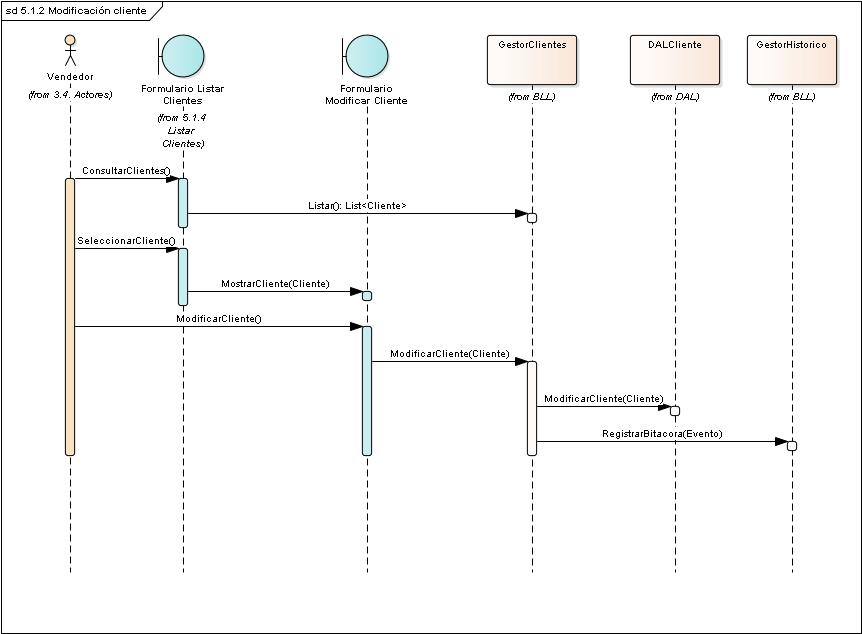 sd 5.1.2 Modificación cliente
Vendedor
(from 3.4. Actores)
Formulario Listar
Clientes
(from 5.1.4
Listar
Clientes)
Formulario
Modificar Cliente
GestorClientes
(from BLL)
DALCliente
(from DAL)
GestorHistorico
(from BLL)
ConsultarClientes()
Listar(): List<Cliente>
SeleccionarCliente()
MostrarCliente(Cliente)
ModificarCliente()
ModificarCliente(Cliente)
ModificarCliente(Cliente)
RegistrarBitacora(Evento)